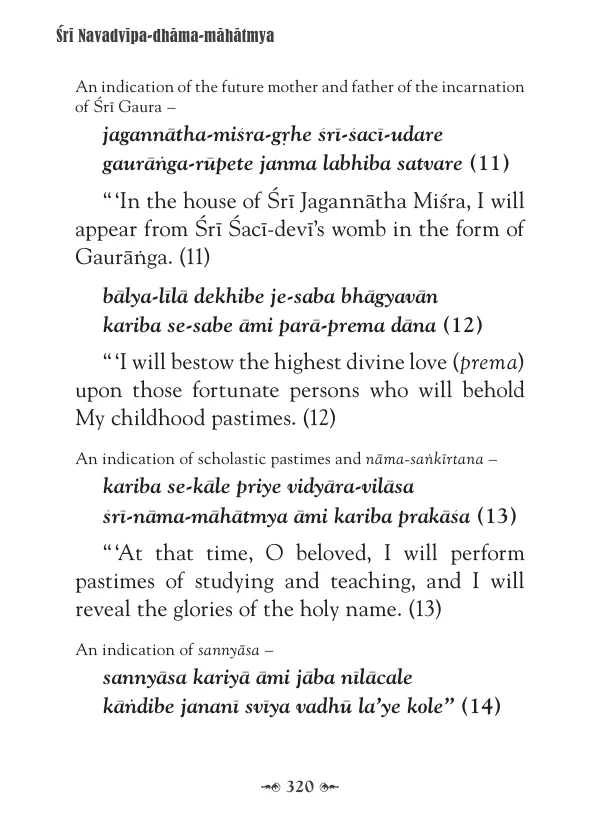 Śrī Navadvīpa-dhāma-māhātmya
An indication of the future mother and father of the incarnation
of Śrī Gaura –
jagannātha-miśra-gṛhe śrī-śacī-udare
gaurāṅga-rūpete janma labhiba satvare (11)
“ ‘In the house of Śrī Jagannātha Miśra, I will
appear from Śrī Śacī-devī’s womb in the form of
Gaurāṅga. (11)
bālya-līlā dekhibe je-saba bhāgyavān
kariba se-sabe āmi parā-prema dāna (12)
“ ‘I will bestow the highest divine love (prema)
upon those fortunate persons who will behold
My childhood pastimes. (12)
An indication of scholastic pastimes and nāma-saṅkīrtana –
kariba se-kāle priye vidyāra-vilāsa
śrī-nāma-māhātmya āmi kariba prakāśa (13)
“ ‘At that time, O beloved, I will perform
pastimes of studying and teaching, and I will
reveal the glories of the holy name. (13)
An indication of sannyāsa –
sannyāsa kariyā āmi jāba nīlācale
kāṅdibe jananī svīya vadhū la’ye kole” (14)
320